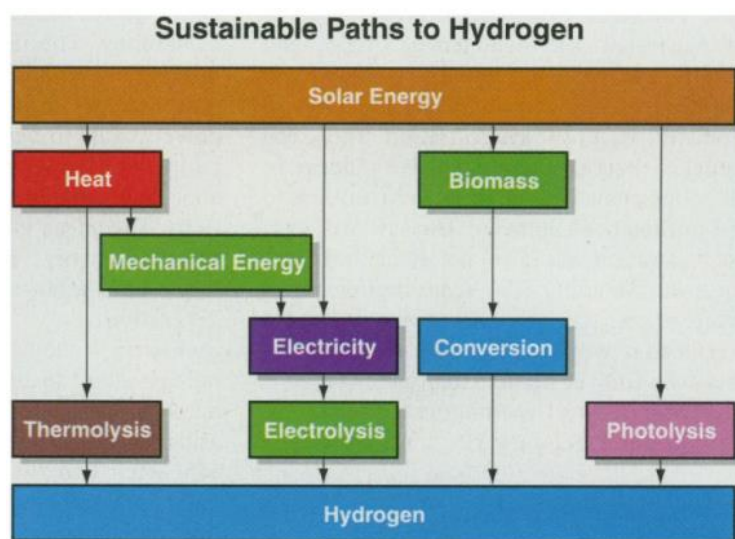 Sustainable Paths to Hydrogen
Solar Energy
Heat
Biomass
Mechanical Energy
Electricity
Conversion
Thermolysis
Electrolysis
Photolysis
Hydrogen